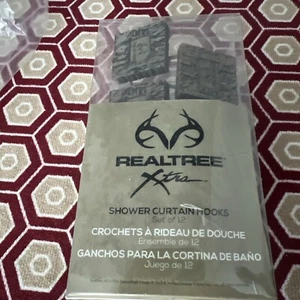 REALTREE
Xtra
SHOWER CURTAIN HOOKS
Set of 12
CROCHETS À RIDEAU DE DOUCHE
Ensemble de 12
GANCHOS PARA LA CORTINA DE BAÑO
Juego de 12